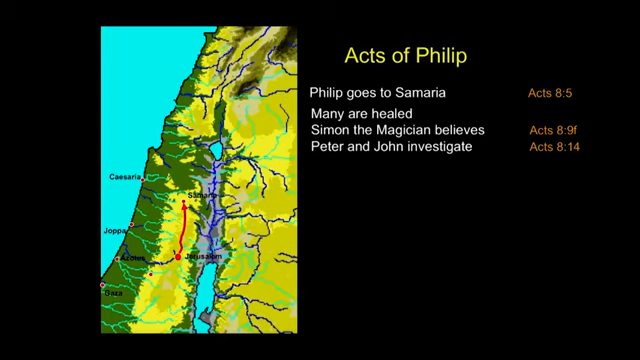 Acts of Philip
Philip goes to Samaria Acts 8:5
Many are healed
Simon the Magician believes Acts 8:9f
Peter and John investigate Acts 8:14
Caesaria
Samaria
Joppa
Azotus
Jerusalem
Gaza